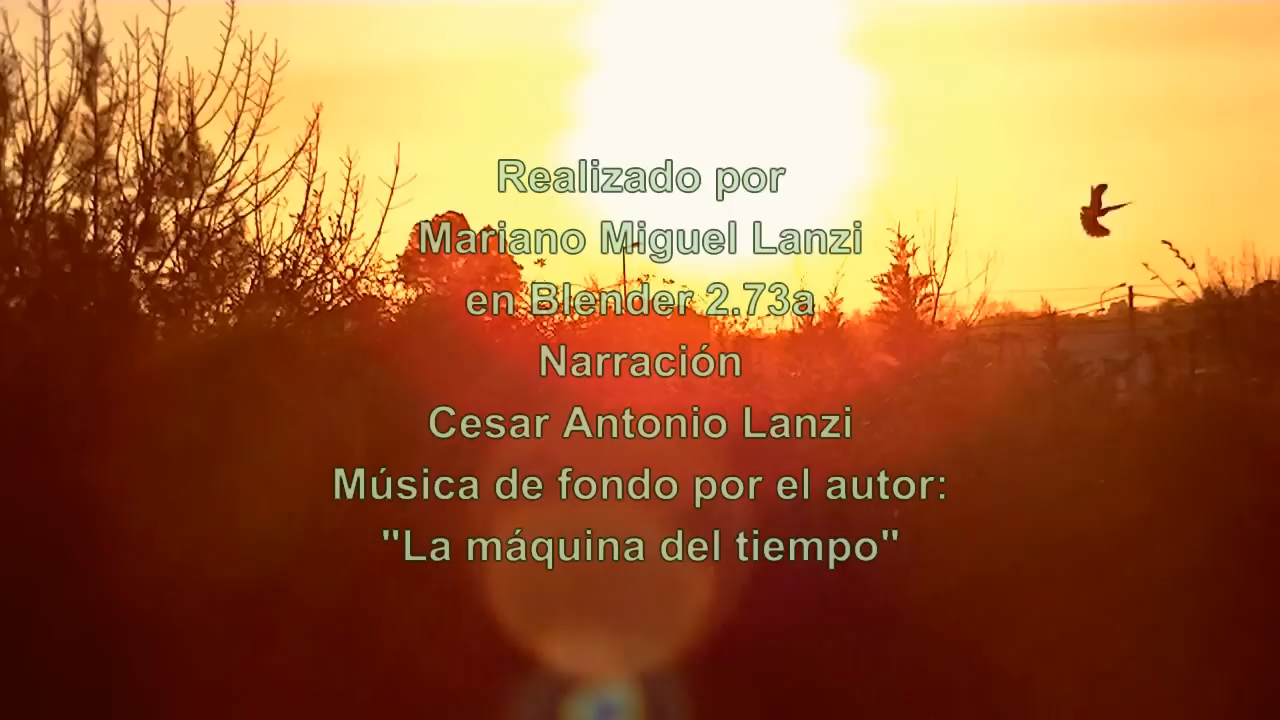 Realizado por
Mariano Miguel Lanzi
en Blender 2.73a
Narración
Cesar Antonio Lanzi
Música de fondo por el autor:
"La máquina del tiempo"